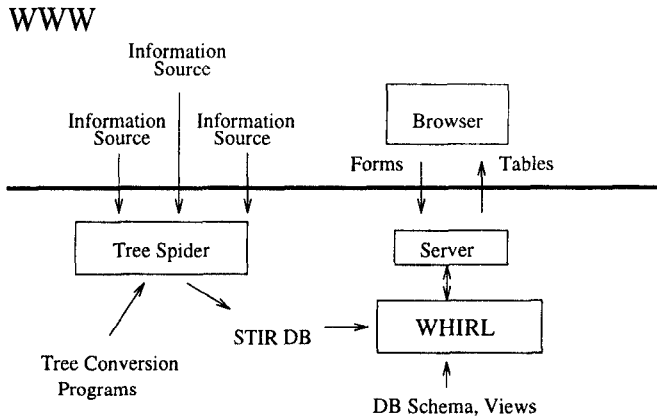 WWW
Information
Source
Information
Source
Information
Source
Browser
Forms
Tables
Tree Spider
Server
STIR DB
WHIRL
Tree Conversion
Programs
DB Schema, Views